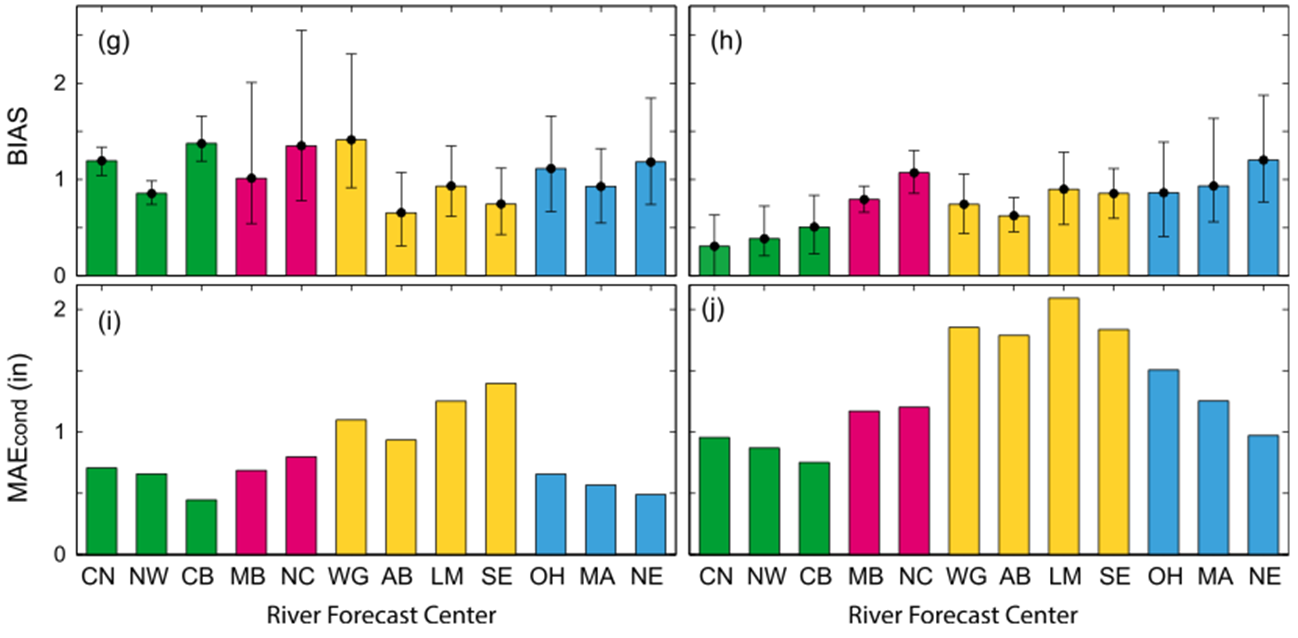 (g)
(h)
BIAS
2
1
0
(i)
(j)
MAEcond (in)
2
1
0
CN NW CB MB NC WG AB LM SE OH MA NE
CN NW CB MB NC WG AB LM SE OH MA NE
River Forecast Center
River Forecast Center